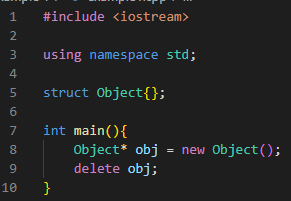 1 #include <iostream>
2
3 using namespace std;
4
5 struct Object{};
6
7 int main(){
8     Object* obj = new Object();
9     delete obj;
10 }